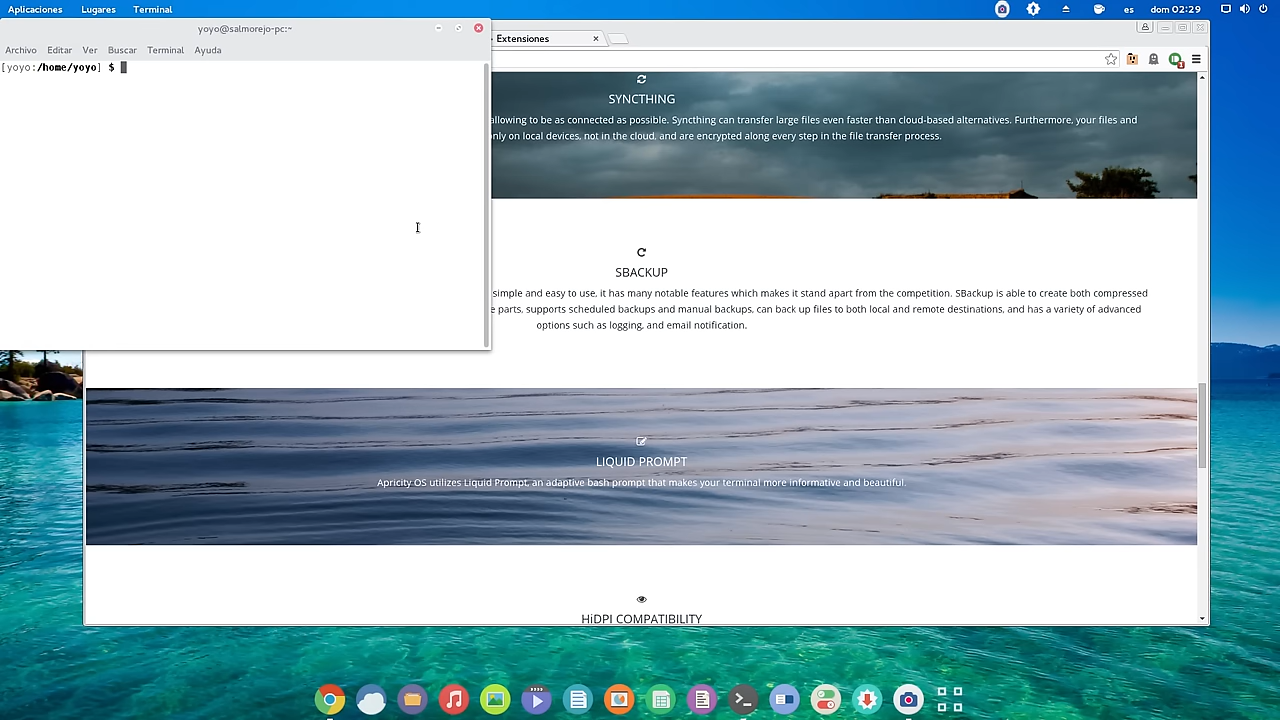 Aplicaciones Lugares Terminal es dom 02:29
yoyo@salmorejo-pc:~
Archivo Editar Ver Buscar Terminal Ayuda
[yoyo:/home/yoyo] $
Extensiones
1
SYNCTHING
allowing to be as connected as possible. Syncthing can transfer large files even faster than cloud-based alternatives. Furthermore, your files and
only on local devices, not in the cloud, and are encrypted along every step in the file transfer process.
SBACKUP
simple and easy to use, it has many notable features which makes it stand apart from the competition. SBackup is able to create both compressed
e parts, supports scheduled backups and manual backups, can back up files to both local and remote destinations, and has a variety of advanced
options such as logging, and email notification.
LIQUID PROMPT
Apricity OS utilizes Liquid Prompt, an adaptive bash prompt that makes your terminal more informative and beautiful.
HiDPI COMPATIBILITY